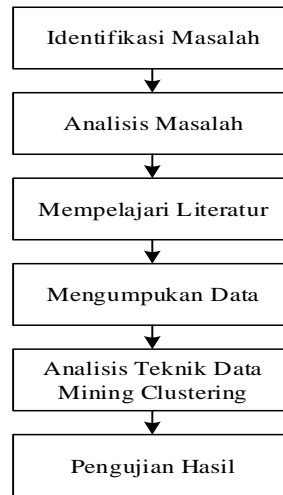 Identifikasi Masalah
Analisis Masalah
Mempelajari Literatur
Mengumpukan Data
Analisis Teknik Data
Mining Clustering
Pengujian Hasil